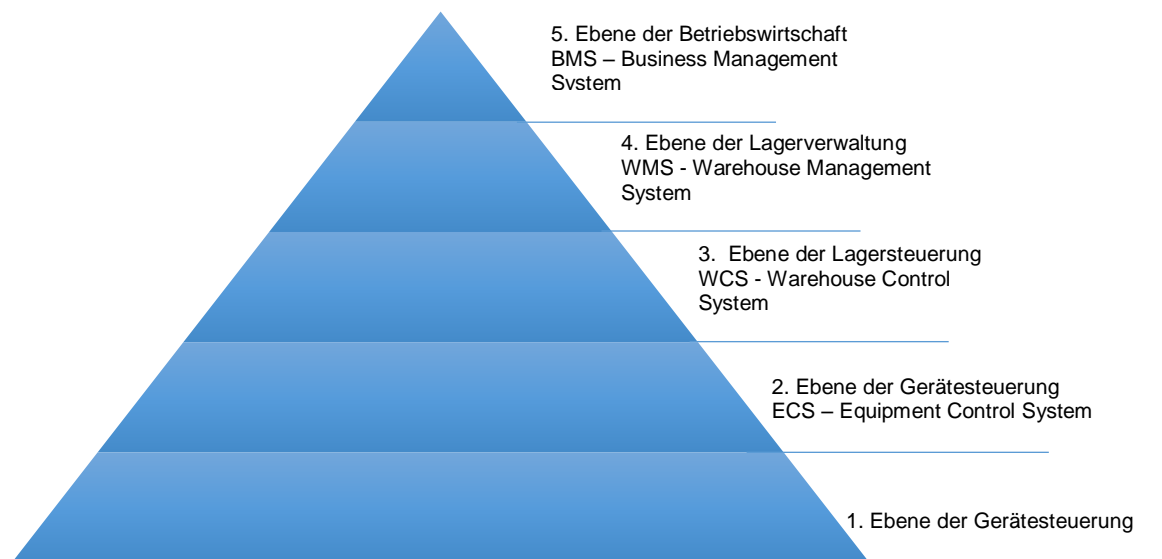 5. Ebene der Betriebswirtschaft
BMS – Business Management
System
4. Ebene der Lagerverwaltung
WMS - Warehouse Management
System
3.  Ebene der Lagersteuerung
WCS - Warehouse Control
System
2. Ebene der Gerätesteuerung
ECS – Equipment Control System
1. Ebene der Gerätesteuerung